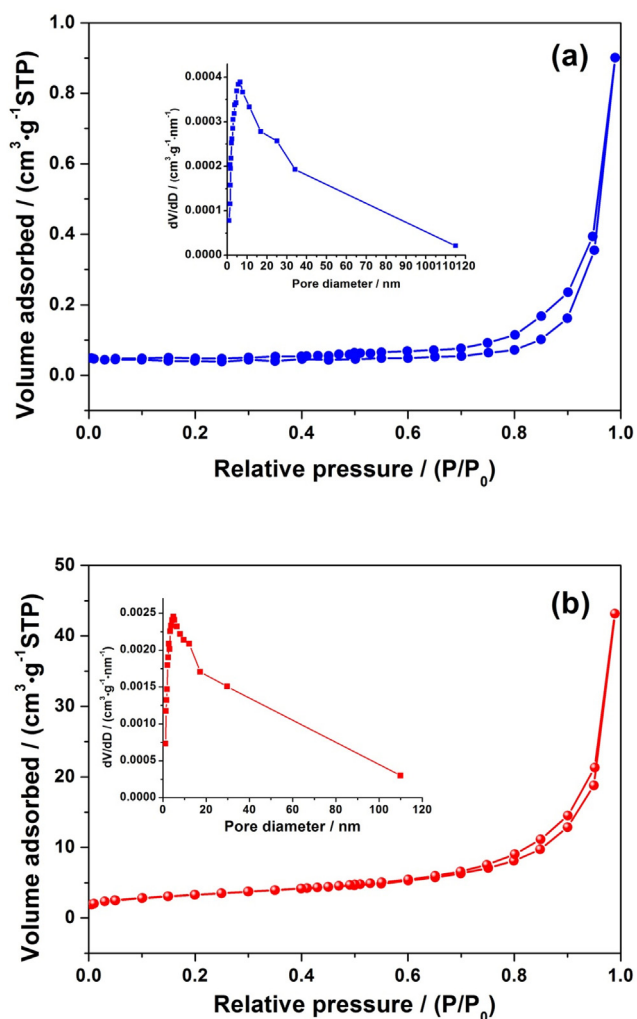 (a)
Volume adsorbed / (cm³·g⁻¹STP)
1.0
0.8
0.6
0.4
0.2
0.0
0.0 0.2 0.4 0.6 0.8 1.0
Relative pressure / (P/P₀)
dV/dD / (cm³·g⁻¹·nm⁻¹)
0.0004
0.0003
0.0002
0.0001
0.0000
0 10 20 30 40 50 60 70 80 90 100 110 120
Pore diameter / nm
(b)
Volume adsorbed / (cm³·g⁻¹STP)
50
40
30
20
10
0
0.0 0.2 0.4 0.6 0.8 1.0
Relative pressure / (P/P₀)
dV/dD / (cm³·g⁻¹·nm⁻¹)
0.0025
0.0020
0.0015
0.0010
0.0005
0.0000
0 20 40 60 80 100 120
Pore diameter / nm